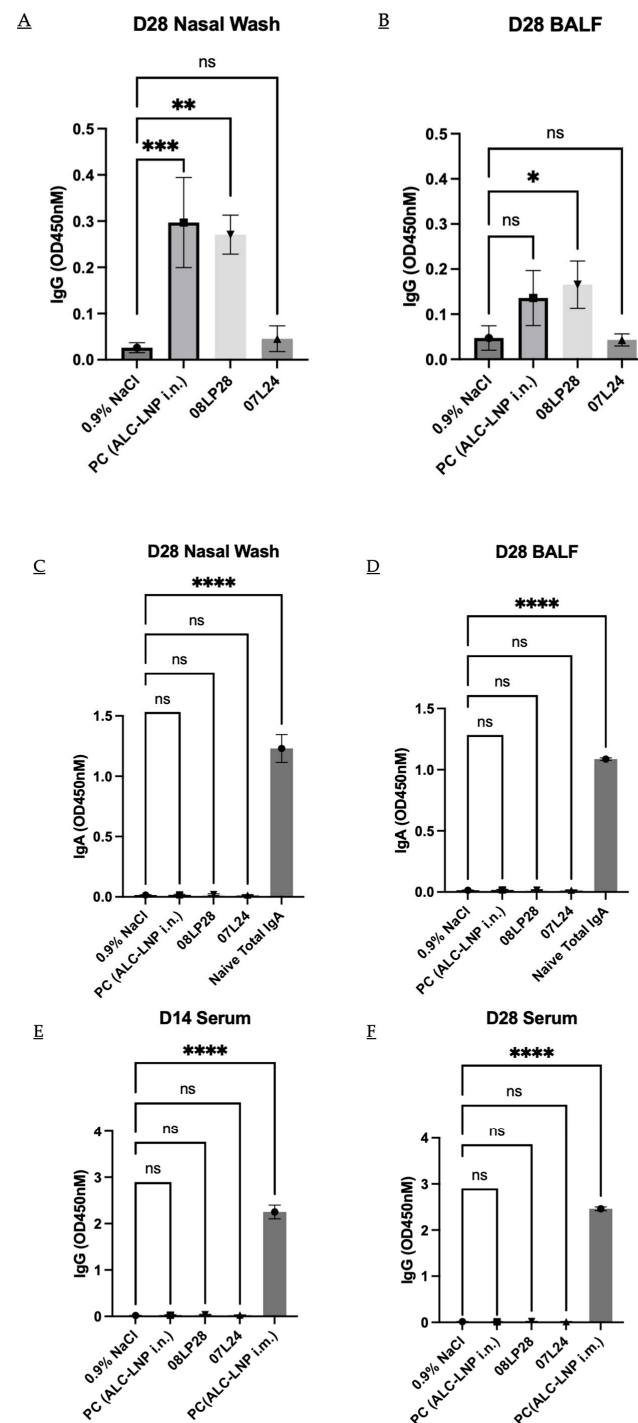 A
D28 Nasal Wash
ns
**
***
IgG (OD450nM)
0.5
0.4
0.3
0.2
0.1
0.0
0.9% NaCl
PC (ALC-LNP i.n.)
08LP28
07L24
B
D28 BALF
ns
*
ns
IgG (OD450nM)
0.5
0.4
0.3
0.2
0.1
0.0
0.9% NaCl
PC (ALC-LNP i.n.)
08LP28
07L24
C
D28 Nasal Wash
****
ns
ns
ns
IgA (OD450nM)
1.5
1.0
0.5
0.0
0.9% NaCl
PC (ALC-LNP i.n.)
08LP28
07L24
Naive Total IgA
D
D28 BALF
****
ns
ns
ns
IgA (OD450nM)
1.5
1.0
0.5
0.0
0.9% NaCl
PC (ALC-LNP i.n.)
08LP28
07L24
Naive Total IgA
E
D14 Serum
****
ns
ns
ns
IgG (OD450nM)
4
3
2
1
0
0.9% NaCl
PC (ALC-LNP i.n.)
08LP28
07L24
PC(ALC-LNP i.m.)
F
D28 Serum
****
ns
ns
ns
IgG (OD450nM)
4
3
2
1
0
0.9% NaCl
PC (ALC-LNP i.n.)
08LP28
07L24
PC(ALC-LNP i.m.)